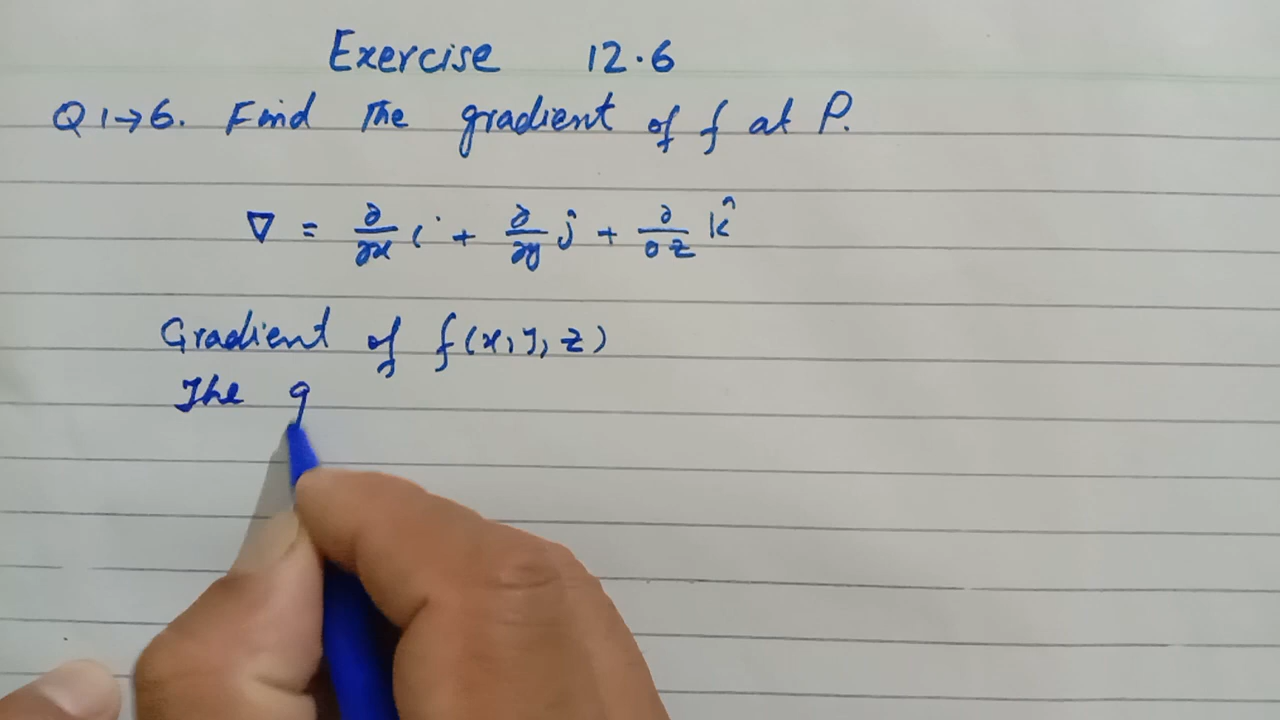 Exercise 12.6
Q 1→6. Find The gradient of f at P.
∇ = ∂/∂x i + ∂/∂y ĵ + ∂/∂z k̂
Gradient of f(x, y, z)
The g